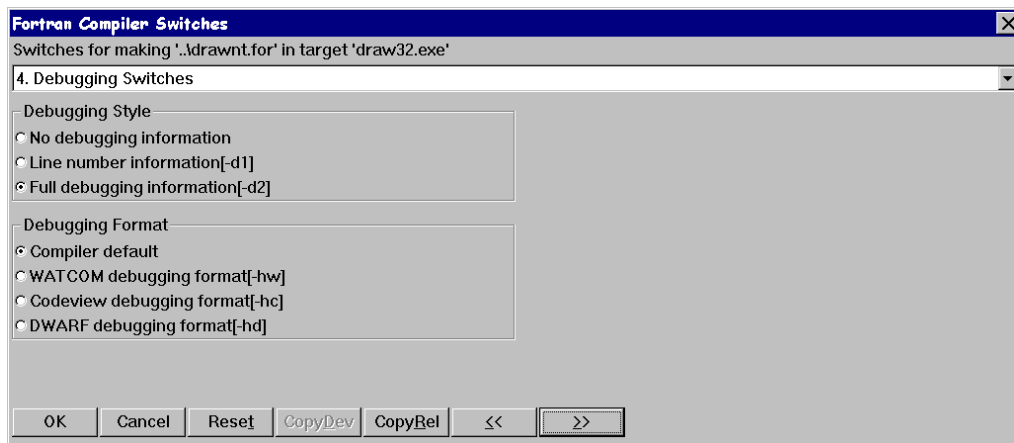 Fortran Compiler Switches
Switches for making '..\drawnt.for' in target 'draw32.exe'
4. Debugging Switches
Debugging Style
No debugging information
Line number information[-d1]
Full debugging information[-d2]
Debugging Format
Compiler default
WATCOM debugging format[-hw]
Codeview debugging format[-hc]
DWARF debugging format[-hd]
OK Cancel Reset CopyDev CopyRel << >>